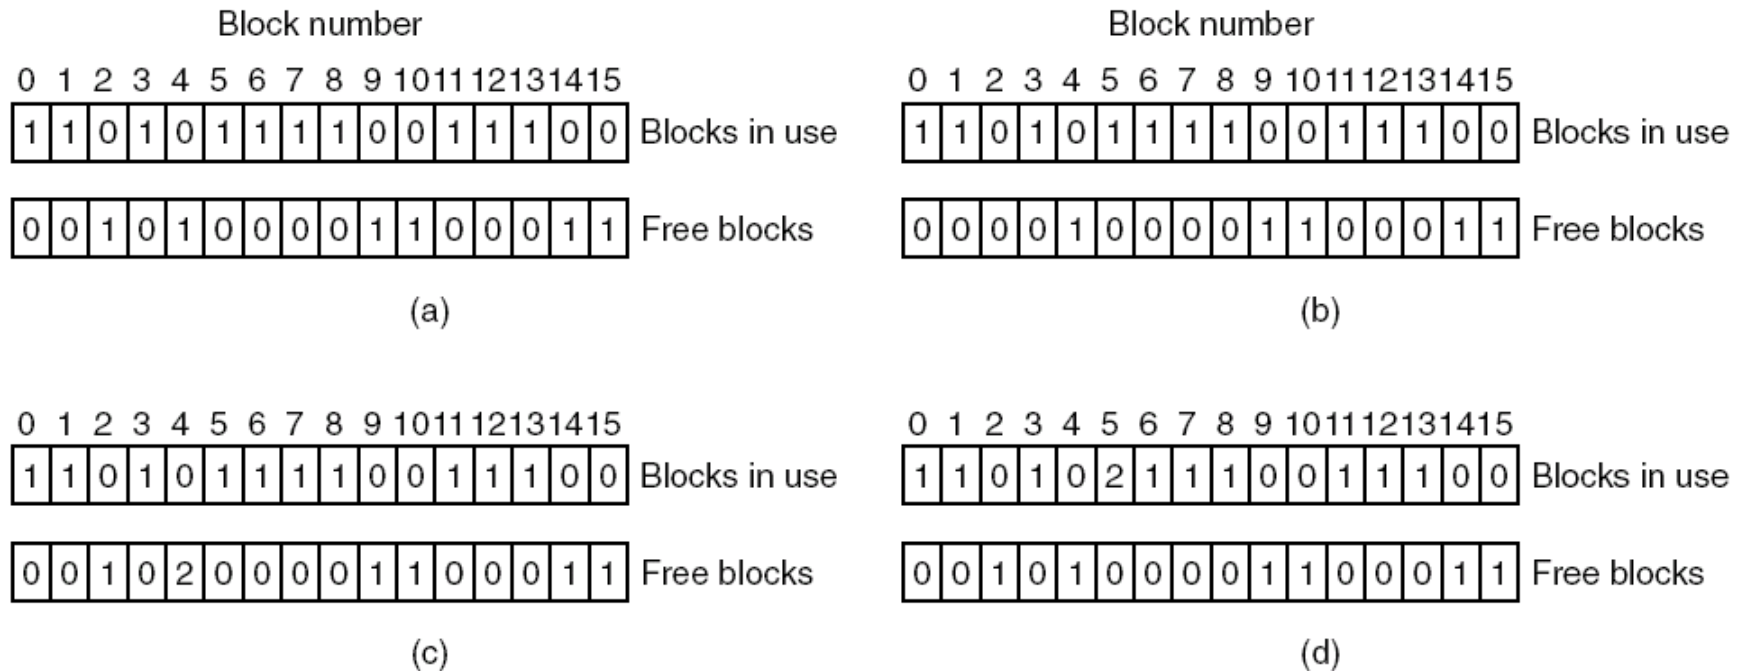 Block number
0 1 2 3 4 5 6 7 8 9 10 11 12 13 14 15
1 1 0 1 0 1 1 1 1 0 0 1 1 1 0 0 Blocks in use
0 0 1 0 1 0 0 0 0 1 1 0 0 0 1 1 Free blocks
(a)
Block number
0 1 2 3 4 5 6 7 8 9 10 11 12 13 14 15
1 1 0 1 0 1 1 1 1 0 0 1 1 1 0 0 Blocks in use
0 0 0 0 1 0 0 0 0 1 1 0 0 0 1 1 Free blocks
(b)
0 1 2 3 4 5 6 7 8 9 10 11 12 13 14 15
1 1 0 1 0 1 1 1 1 0 0 1 1 1 0 0 Blocks in use
0 0 1 0 2 0 0 0 0 1 1 0 0 0 1 1 Free blocks
(c)
0 1 2 3 4 5 6 7 8 9 10 11 12 13 14 15
1 1 0 1 0 2 1 1 1 0 0 1 1 1 0 0 Blocks in use
0 0 1 0 1 0 0 0 0 1 1 0 0 0 1 1 Free blocks
(d)